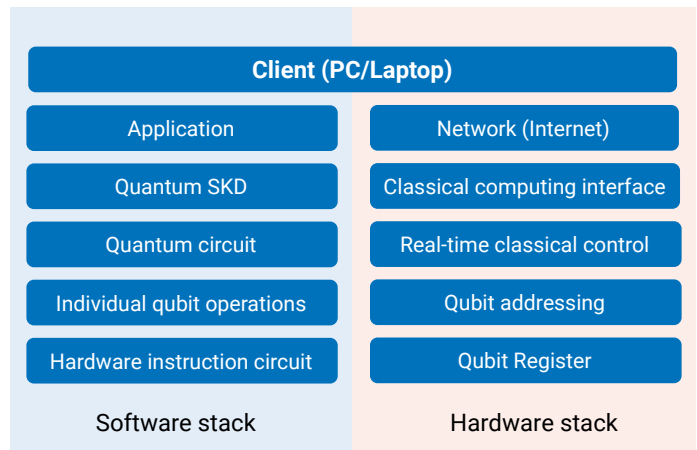 Client (PC/Laptop)
Application
Network (Internet)
Quantum SKD
Classical computing interface
Quantum circuit
Real-time classical control
Individual qubit operations
Qubit addressing
Hardware instruction circuit
Qubit Register
Software stack
Hardware stack